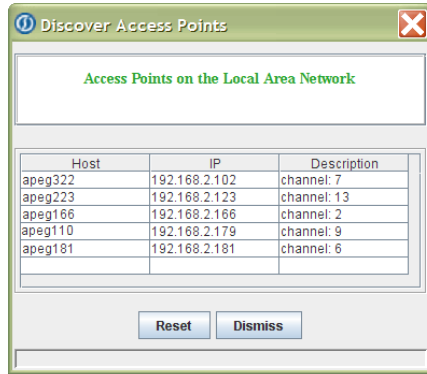 Discover Access Points
Access Points on the Local Area Network
Host IP Description
apeg322 192.168.2.102 channel: 7
apeg223 192.168.2.123 channel: 13
apeg166 192.168.2.166 channel: 2
apeg110 192.168.2.179 channel: 9
apeg181 192.168.2.181 channel: 6
Reset Dismiss